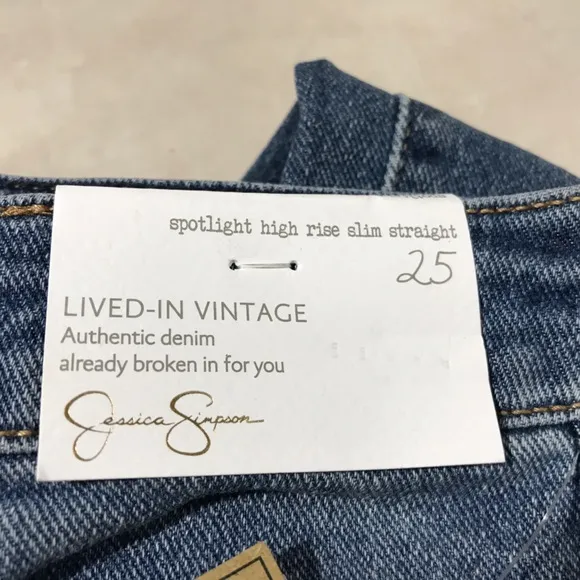 spotlight high rise slim straight
25
LIVED-IN VINTAGE
Authentic denim
already broken in for you
Jessica Simpson